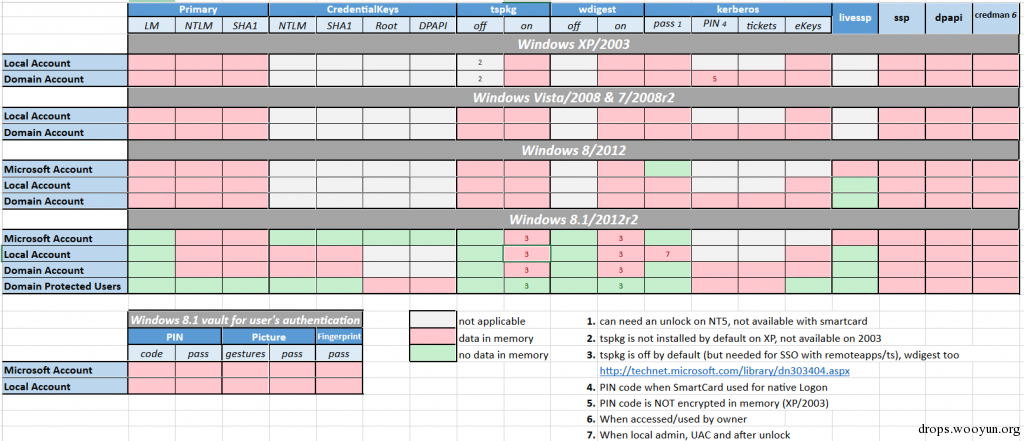 Primary CredentialKeys tspkg wdigest kerberos livessp ssp dpapi credman 6
LM NTLM SHA1 NTLM SHA1 Root DPAPI off on off on pass 1 PIN 4 tickets eKeys
Windows XP/2003
Local Account 2
Domain Account 2 5
Windows Vista/2008 & 7/2008r2
Local Account
Domain Account
Windows 8/2012
Microsoft Account
Local Account
Domain Account
Windows 8.1/2012r2
Microsoft Account 3 3
Local Account 3 3 7
Domain Account 3 3
Domain Protected Users 3 3
Windows 8.1 vault for user's authentication
PIN Picture Fingerprint
code pass gestures pass pass
Microsoft Account
Local Account
not applicable
data in memory
no data in memory
1. can need an unlock on NT5, not available with smartcard
2. tspkg is not installed by default on XP, not available on 2003
3. tspkg is off by default (but needed for SSO with remoteapps/ts), wdigest too
http://technet.microsoft.com/library/dn303404.aspx
4. PIN code when SmartCard used for native Logon
5. PIN code is NOT encrypted in memory (XP/2003)
6. When accessed/used by owner
7. When local admin, UAC and after unlock
drops.wooyun.org